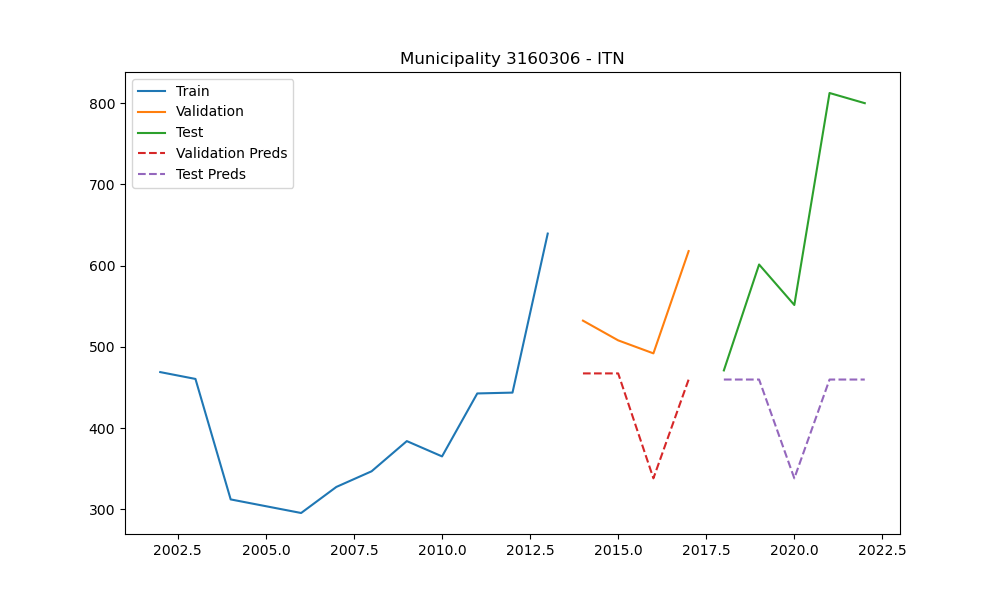 Municipality 3160306 - ITN
Train
Validation
Test
Validation Preds
Test Preds
800
700
600
500
400
300
2002.5 2005.0 2007.5 2010.0 2012.5 2015.0 2017.5 2020.0 2022.5